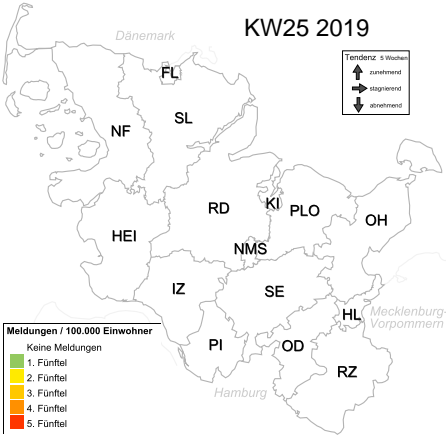 KW25 2019
Dänemark
Tendenz 5 Wochen
zunehmend
stagnierend
abnehmend
FL
SL
NF
KI
RD
PLO
OH
HEI
NMS
IZ
SE
HL
Mecklenburg-
Vorpommern
PI
OD
RZ
Hamburg
Meldungen / 100.000 Einwohner
Keine Meldungen
1. Fünftel
2. Fünftel
3. Fünftel
4. Fünftel
5. Fünftel